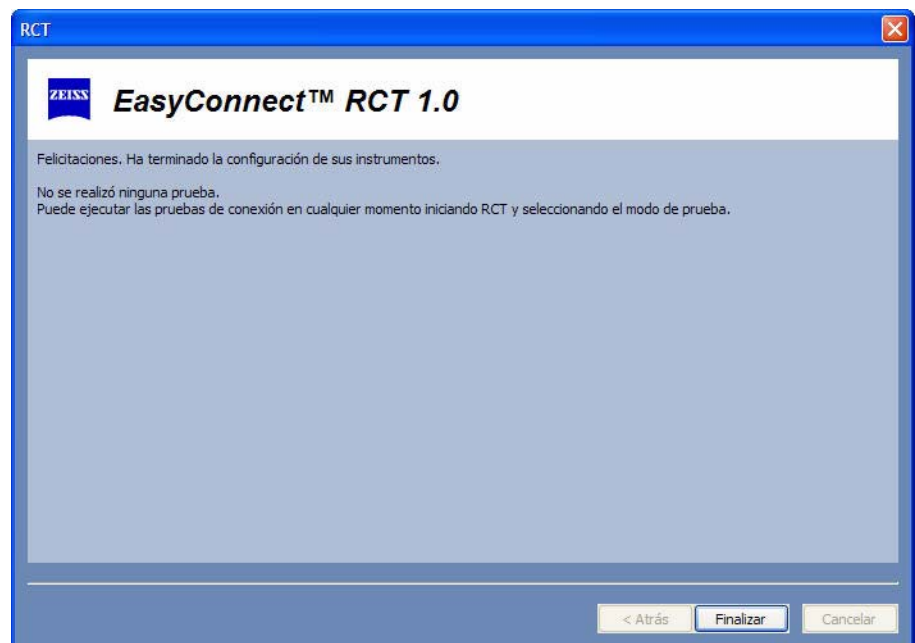 RCT
ZEISS
EasyConnect™ RCT 1.0
Felicitaciones. Ha terminado la configuración de sus instrumentos.
No se realizó ninguna prueba.
Puede ejecutar las pruebas de conexión en cualquier momento iniciando RCT y seleccionando el modo de prueba.
< Atrás
Finalizar
Cancelar